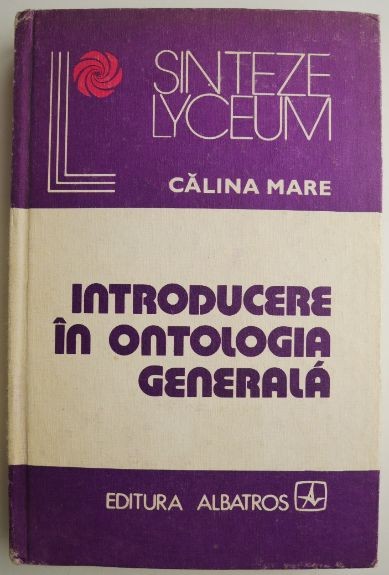 SINTEZE
LYCEUM
CĂLINA MARE
INTRODUCERE
ÎN ONTOLOGIA
GENERALĂ
EDITURA ALBATROS